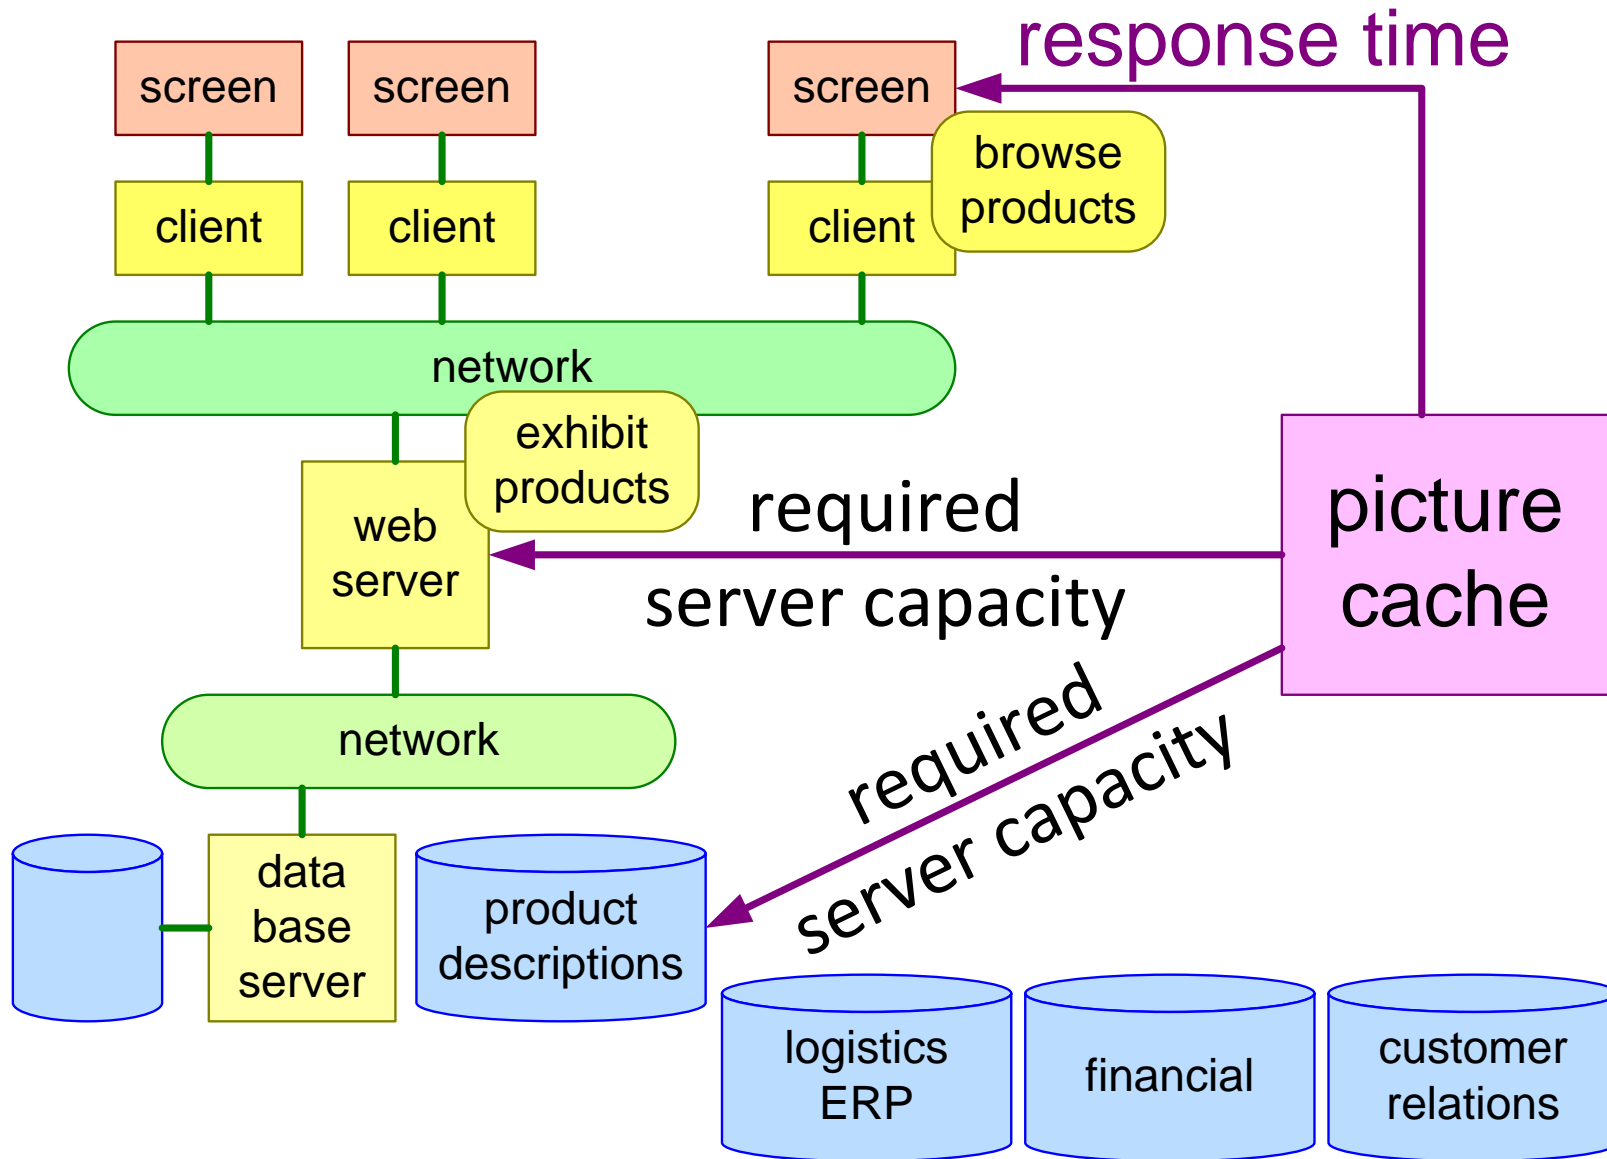 response time
screen
screen
screen
browse
products
client
client
client
network
exhibit
products
web
server
required
server capacity
picture
cache
required
server capacity
network
data
base
server
product
descriptions
logistics
ERP
financial
customer
relations